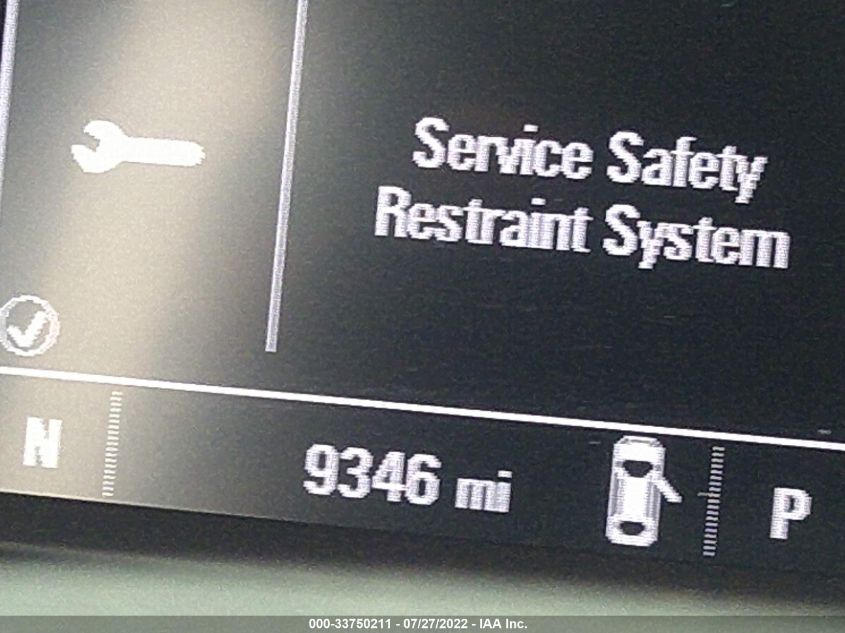 Service Safety
Restraint System
N 9346 mi P
000-33750211 - 07/27/2022 - IAA Inc.